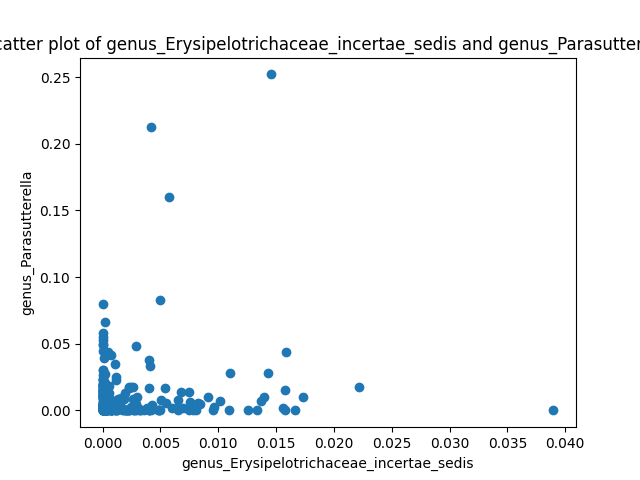 catter plot of genus_Erysipelotrichaceae_incertae_sedis and genus_Parasutter
0.25
0.20
0.15
0.10
0.05
0.00
genus_Parasutterella
0.000 0.005 0.010 0.015 0.020 0.025 0.030 0.035 0.040
genus_Erysipelotrichaceae_incertae_sedis